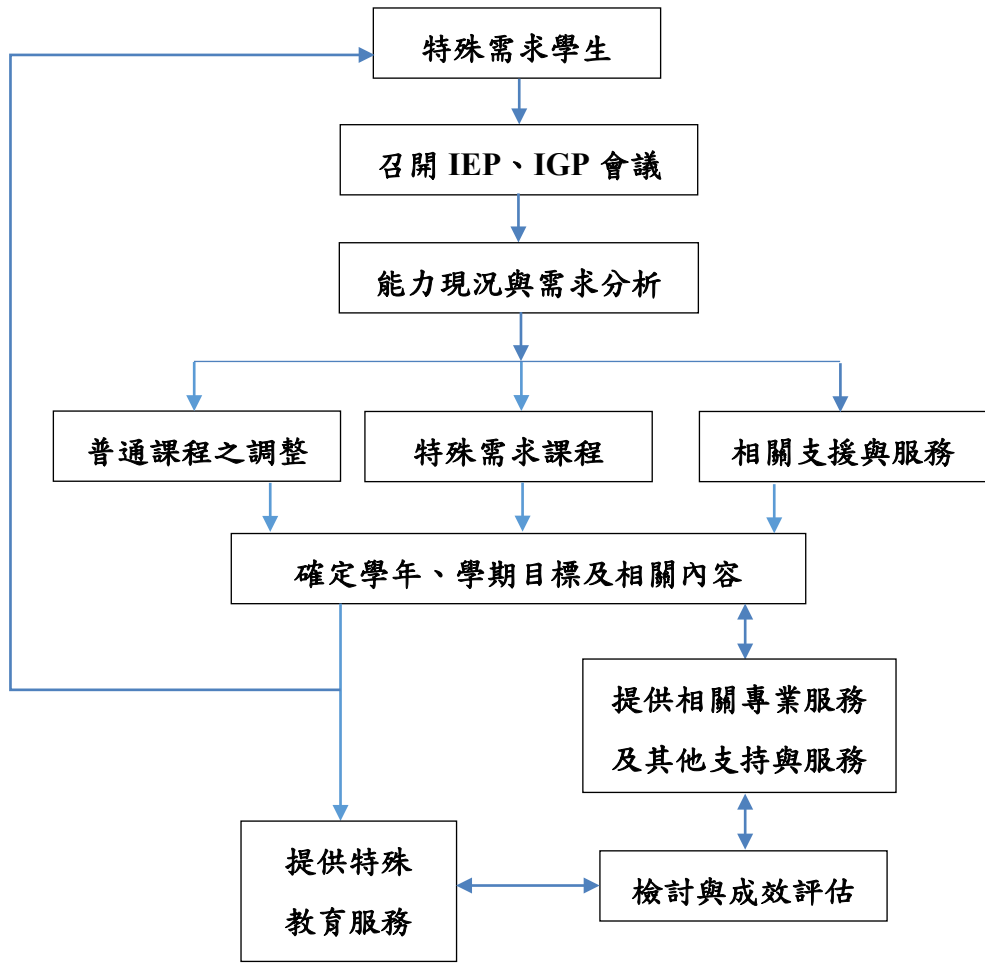 特殊需求學生
召開 IEP、IGP 會議
能力現況與需求分析
普通課程之調整
特殊需求課程
相關支援與服務
確定學年、學期目標及相關內容
提供相關專業服務
及其他支持與服務
提供特殊
教育服務
檢討與成效評估